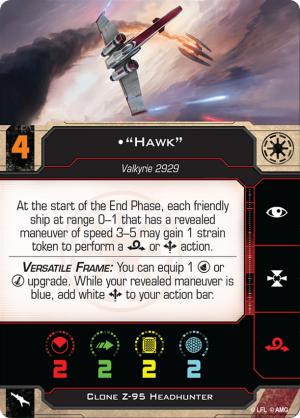 4
•“Hawk”
Valkyrie 2929
At the start of the End Phase, each friendly
ship at range 0–1 that has a revealed
maneuver of speed 3–5 may gain 1 strain
token to perform a or action.
Versatile Frame: You can equip 1 or
upgrade. While your revealed maneuver is
blue, add white to your action bar.
2 2 2 2
Clone Z-95 Headhunter
© LFL © AMG